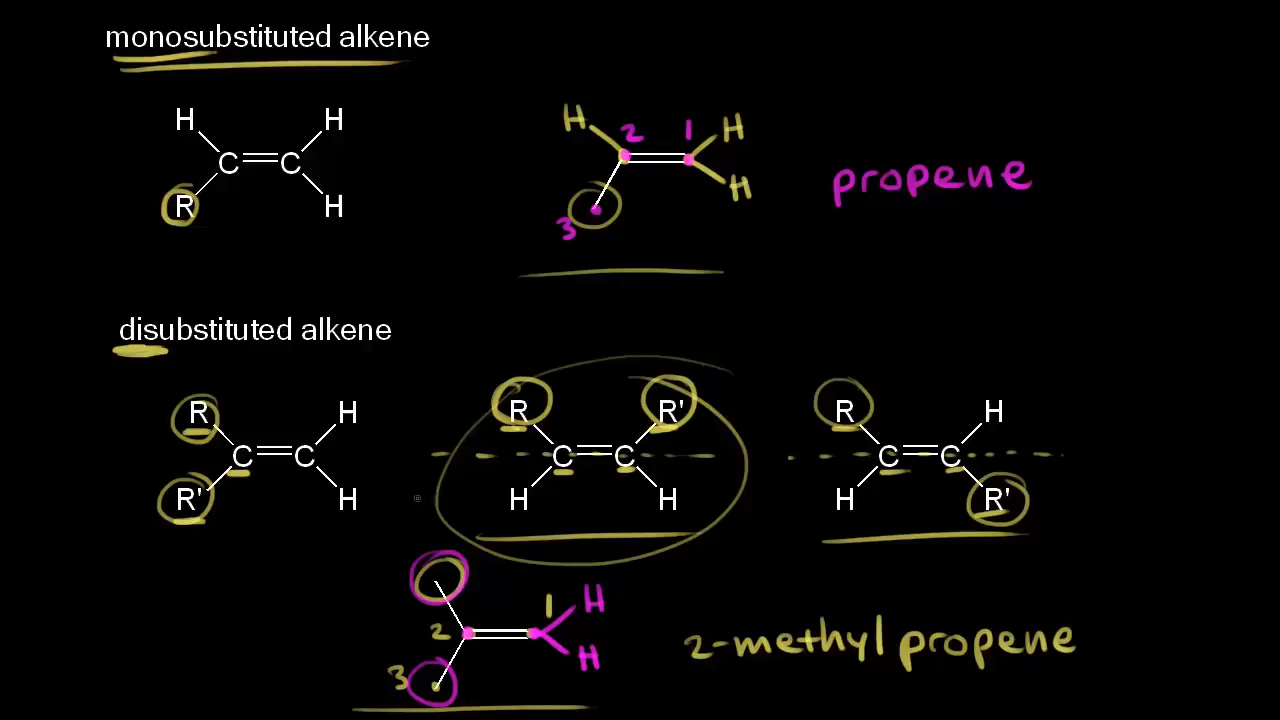 monosubstituted alkene
H H H 2 1 H
C C propene
R H 3 H
disubstituted alkene
R H R R' R H
C C C C C C
R' H H H H R'
2 1 H
3 H 2-methyl propene